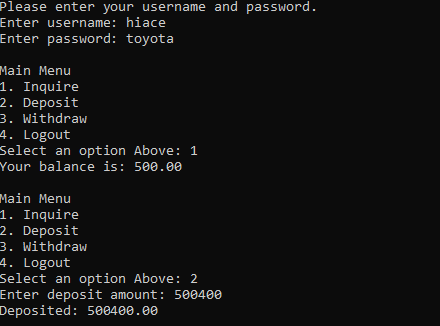 Please enter your username and password.
Enter username: hiace
Enter password: toyota
Main Menu
1. Inquire
2. Deposit
3. Withdraw
4. Logout
Select an option Above: 1
Your balance is: 500.00
Main Menu
1. Inquire
2. Deposit
3. Withdraw
4. Logout
Select an option Above: 2
Enter deposit amount: 500400
Deposited: 500400.00